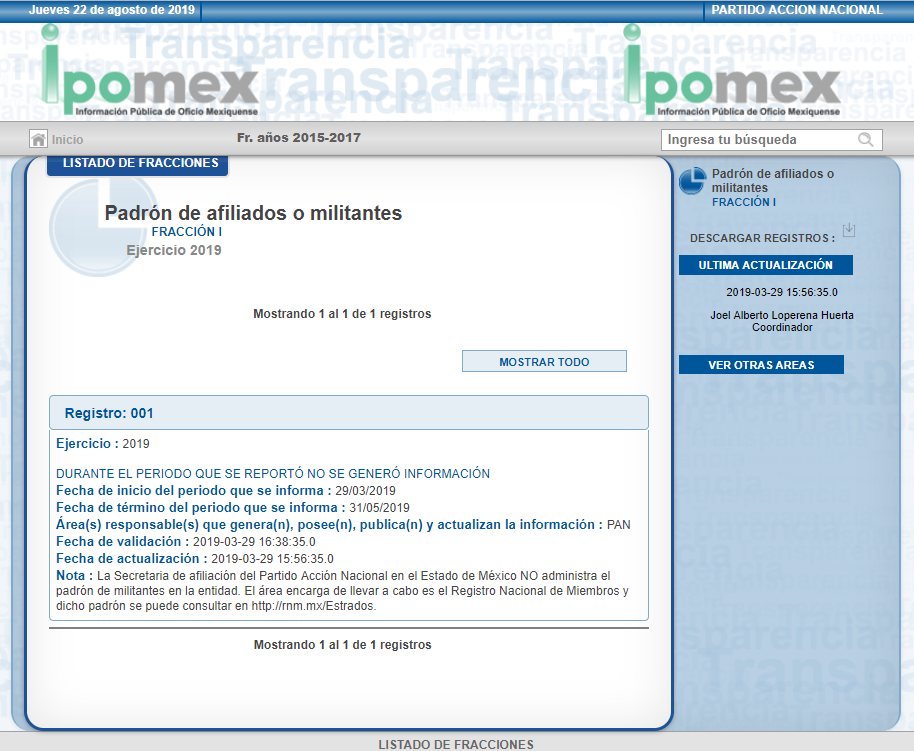 Jueves 22 de agosto de 2019
PARTIDO ACCION NACIONAL
ipomex
Información Pública de Oficio Mexiquense
ipomex
Información Pública de Oficio Mexiquense
Inicio
Fr. años 2015-2017
Ingresa tu búsqueda
LISTADO DE FRACCIONES
Padrón de afiliados o militantes
FRACCIÓN I
Ejercicio 2019
Mostrando 1 al 1 de 1 registros
MOSTRAR TODO
Registro: 001
Ejercicio : 2019
DURANTE EL PERIODO QUE SE REPORTÓ NO SE GENERÓ INFORMACIÓN
Fecha de inicio del periodo que se informa : 29/03/2019
Fecha de término del periodo que se informa : 31/05/2019
Área(s) responsable(s) que genera(n), posee(n), publica(n) y actualizan la información : PAN
Fecha de validación : 2019-03-29 16:38:35.0
Fecha de actualización : 2019-03-29 15:56:35.0
Nota : La Secretaria de afiliación del Partido Acción Nacional en el Estado de México NO administra el
padrón de militantes en la entidad. El área encarga de llevar a cabo es el Registro Nacional de Miembros y
dicho padrón se puede consultar en http://rnm.mx/Estrados.
Mostrando 1 al 1 de 1 registros
Padrón de afiliados o
militantes
FRACCIÓN I
DESCARGAR REGISTROS :
ULTIMA ACTUALIZACIÓN
2019-03-29 15:56:35.0
Joel Alberto Loperena Huerta
Coordinador
VER OTRAS AREAS
LISTADO DE FRACCIONES